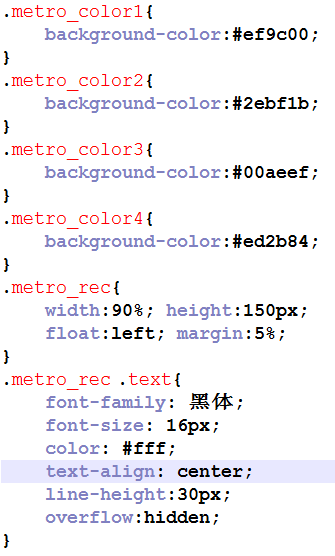 .metro_color1{
    background-color:#ef9c00;
}
.metro_color2{
    background-color:#2ebf1b;
}
.metro_color3{
    background-color:#00aeef;
}
.metro_color4{
    background-color:#ed2b84;
}
.metro_rec{
    width:90%; height:150px;
    float:left; margin:5%;
}
.metro_rec .text{
    font-family: 黑体;
    font-size: 16px;
    color: #fff;
    text-align: center;
    line-height:30px;
    overflow:hidden;
}